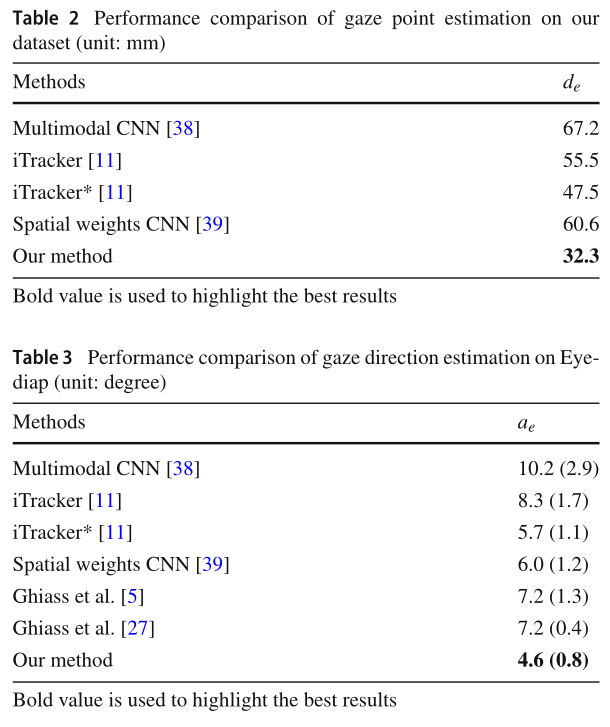 Table 2 Performance comparison of gaze point estimation on our
dataset (unit: mm)
Methods de
Multimodal CNN [38] 67.2
iTracker [11] 55.5
iTracker* [11] 47.5
Spatial weights CNN [39] 60.6
Our method 32.3
Bold value is used to highlight the best results
Table 3 Performance comparison of gaze direction estimation on Eye-
diap (unit: degree)
Methods ae
Multimodal CNN [38] 10.2 (2.9)
iTracker [11] 8.3 (1.7)
iTracker* [11] 5.7 (1.1)
Spatial weights CNN [39] 6.0 (1.2)
Ghiass et al. [5] 7.2 (1.3)
Ghiass et al. [27] 7.2 (0.4)
Our method 4.6 (0.8)
Bold value is used to highlight the best results